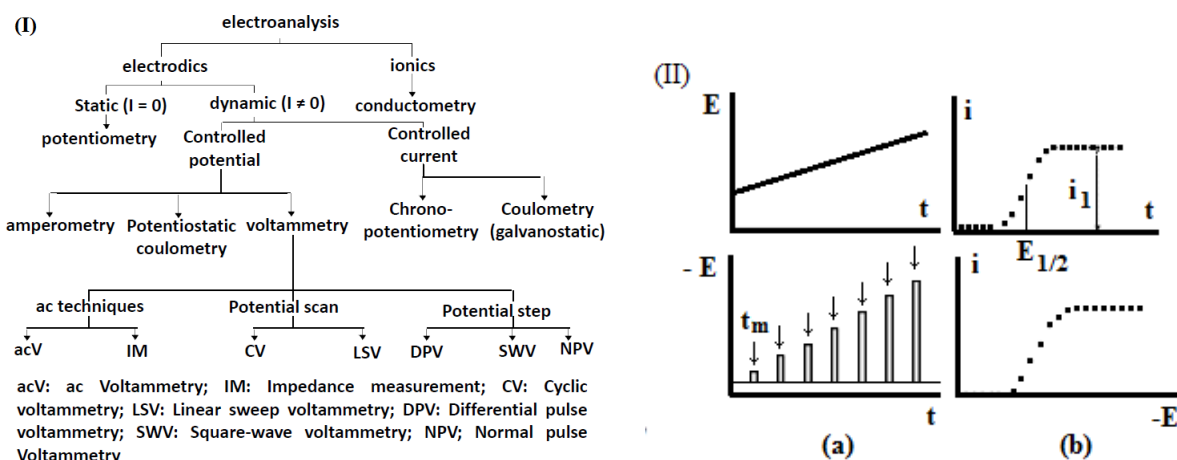 (I)
electroanalysis
electrodics
ionics
Static (I = 0)
dynamic (I ≠ 0)
conductometry
potentiometry
Controlled
potential
Controlled
current
amperometry
Potentiostatic
coulometry
voltammetry
Chrono-
potentiometry
Coulometry
(galvanostatic)
ac techniques
Potential scan
Potential step
acV
IM
CV
LSV
DPV
SWV
NPV
acV: ac Voltammetry; IM: Impedance measurement; CV: Cyclic
voltammetry; LSV: Linear sweep voltammetry; DPV: Differential pulse
voltammetry; SWV: Square-wave voltammetry; NPV; Normal pulse
Voltammetry
(II)
E
t
i
i1
t
E1/2
- E
tm
t
i
-E
(a)
(b)